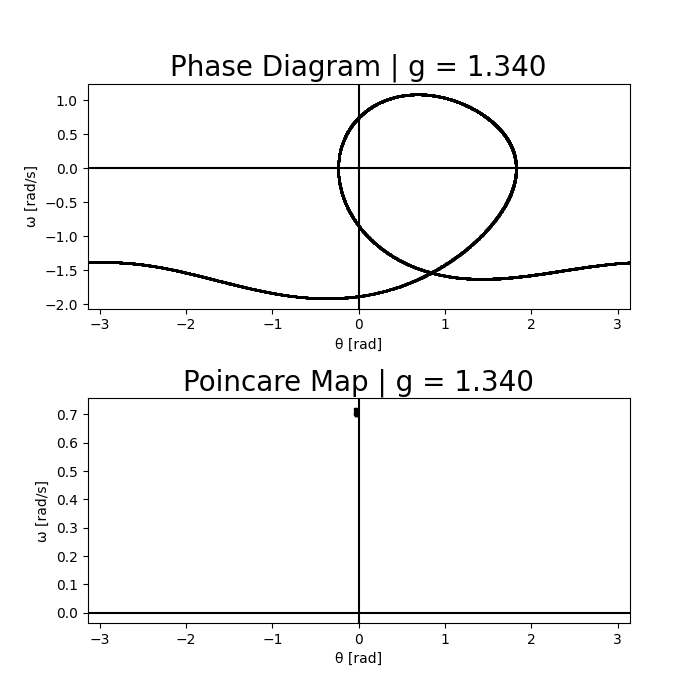 Phase Diagram | g = 1.340
1.0
0.5
0.0
−0.5
−1.0
−1.5
−2.0
ω [rad/s]
−3 −2 −1 0 1 2 3
θ [rad]
Poincare Map | g = 1.340
0.7
0.6
0.5
0.4
0.3
0.2
0.1
0.0
ω [rad/s]
−3 −2 −1 0 1 2 3
θ [rad]